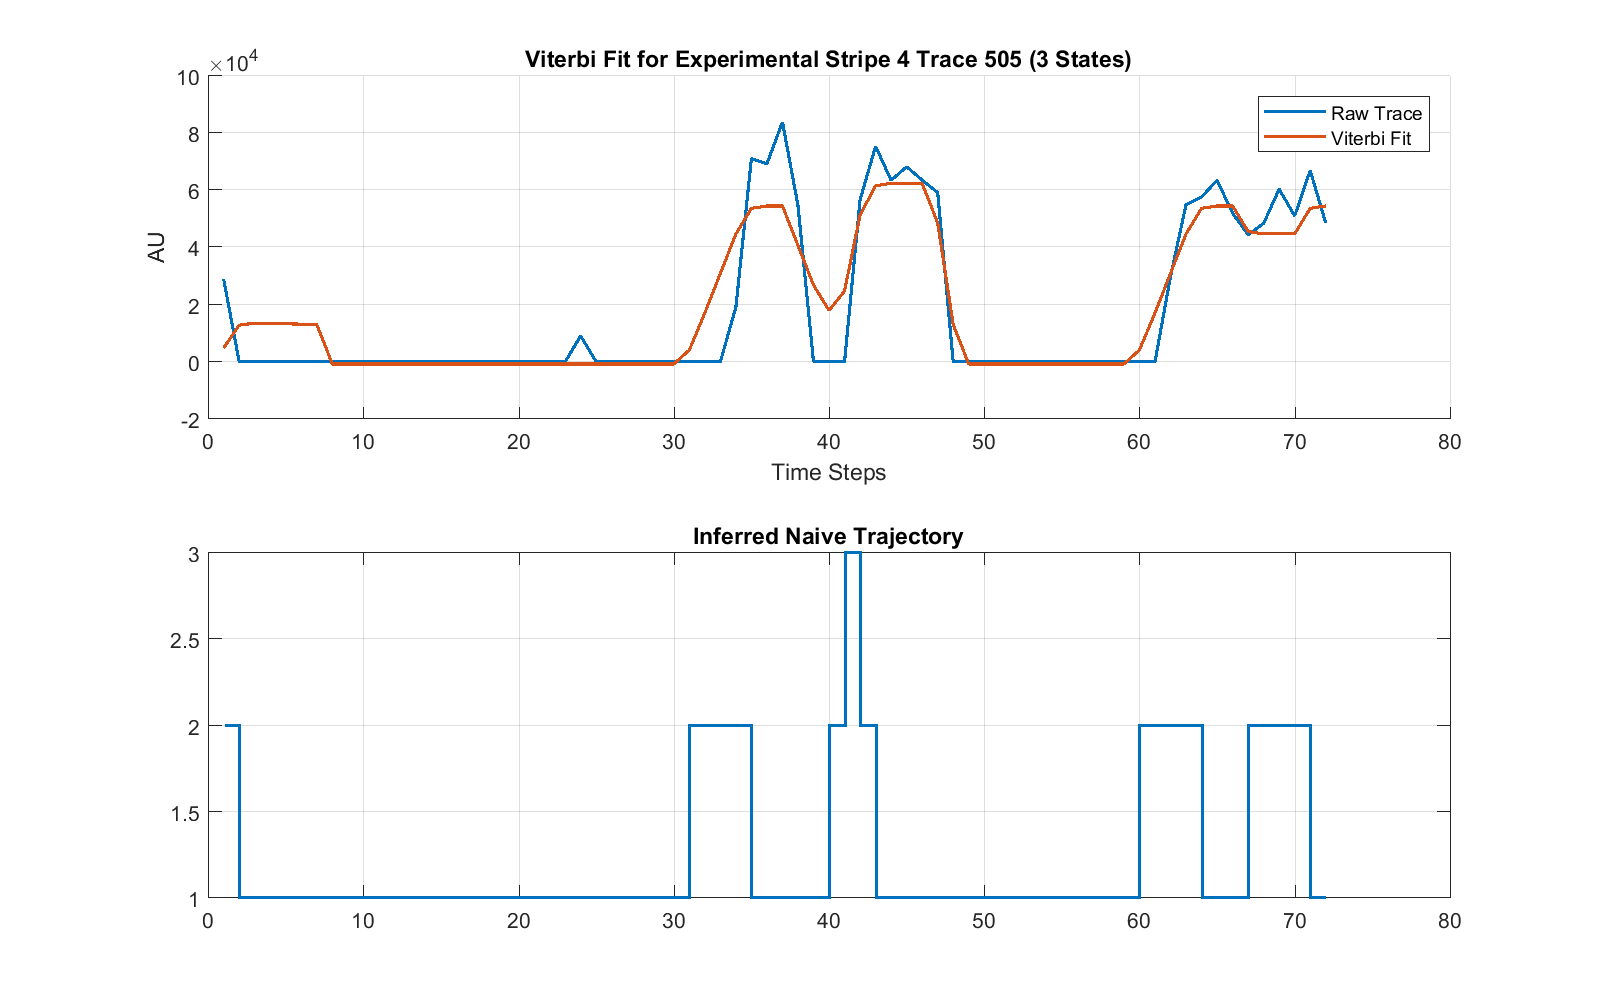 Viterbi Fit for Experimental Stripe 4 Trace 505 (3 States)
×10⁴
10
8
6
4
2
0
-2
AU
Raw Trace
Viterbi Fit
0 10 20 30 40 50 60 70 80
Time Steps
Inferred Naive Trajectory
3
2.5
2
1.5
1
0 10 20 30 40 50 60 70 80